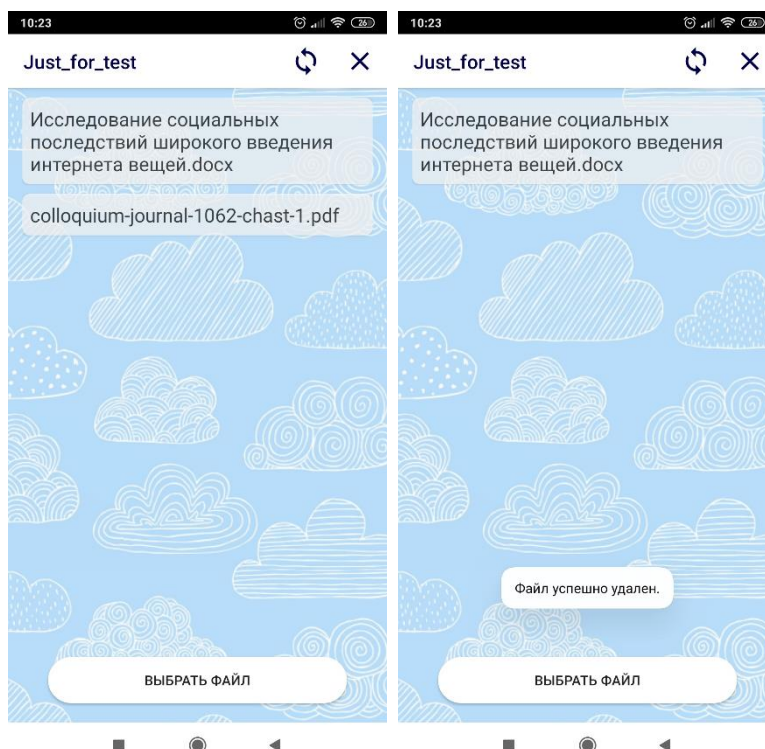 10:23
26
Just_for_test
Исследование социальных
последствий широкого введения
интернета вещей.docx
colloquium-journal-1062-chast-1.pdf
ВЫБРАТЬ ФАЙЛ
10:23
26
Just_for_test
Исследование социальных
последствий широкого введения
интернета вещей.docx
Файл успешно удален.
ВЫБРАТЬ ФАЙЛ